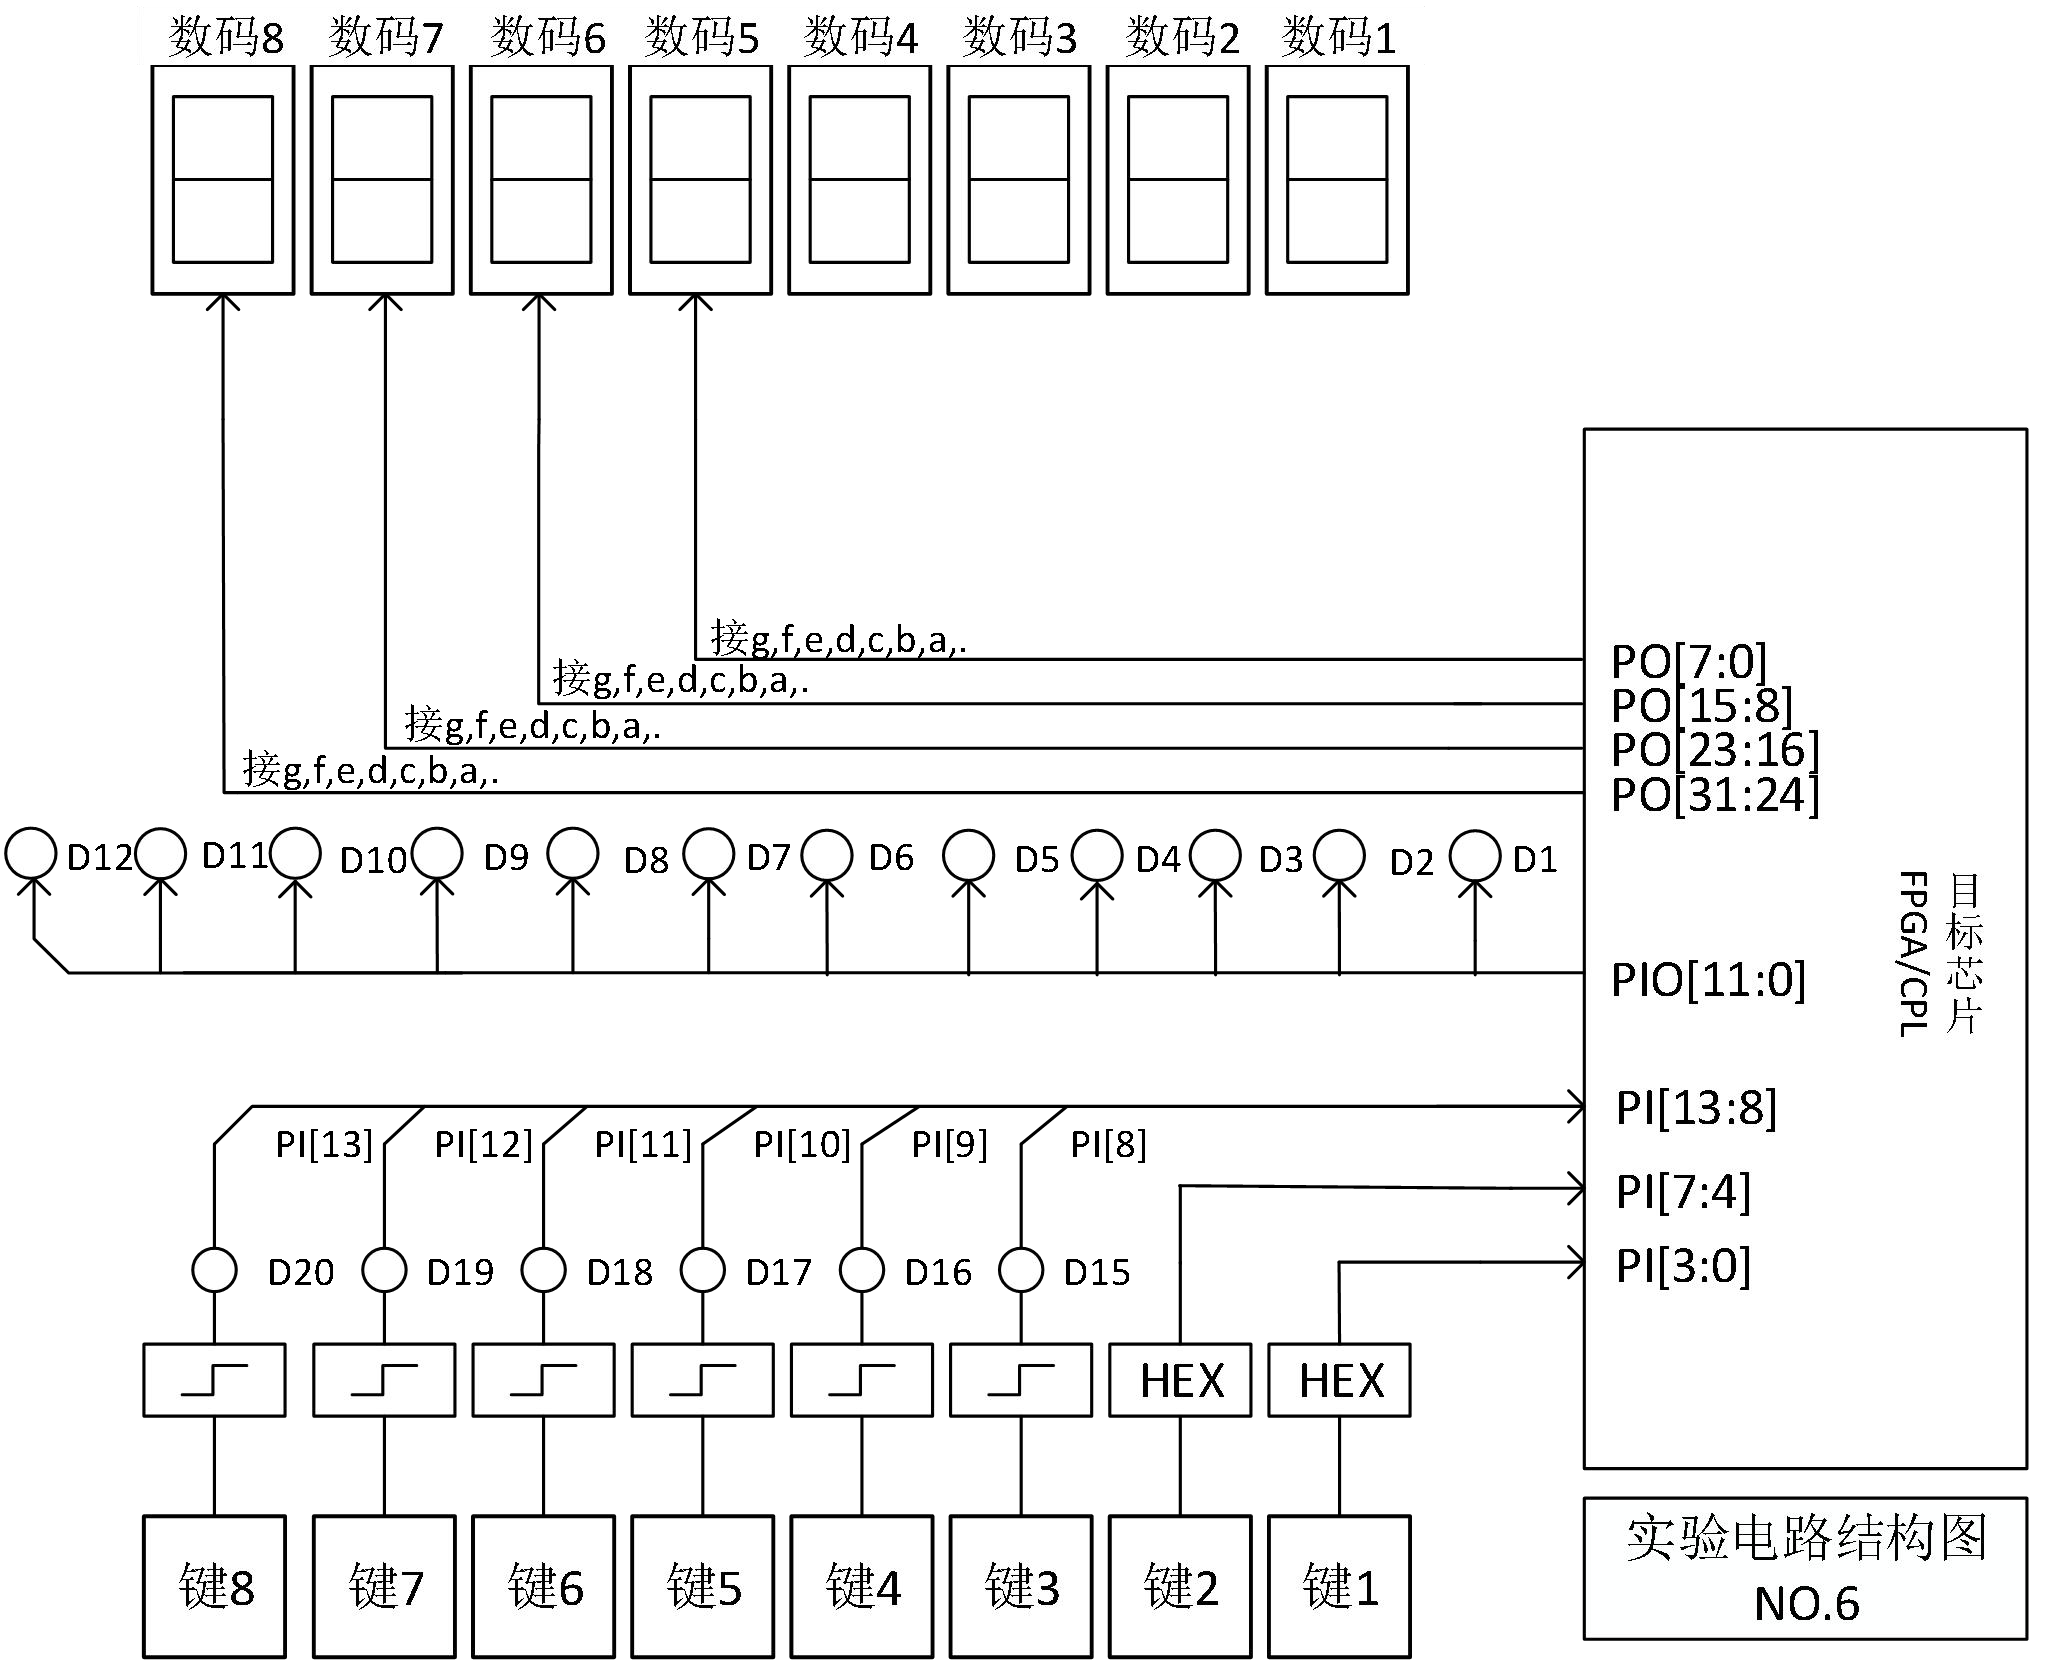 数码8 数码7 数码6 数码5 数码4 数码3 数码2 数码1
接g,f,e,d,c,b,a,. PO[7:0]
接g,f,e,d,c,b,a,. PO[15:8]
接g,f,e,d,c,b,a,. PO[23:16]
接g,f,e,d,c,b,a,. PO[31:24]
D12 D11 D10 D9 D8 D7 D6 D5 D4 D3 D2 D1
目标芯片
FPGA/CPL
PIO[11:0]
PI[13:8]
PI[13] PI[12] PI[11] PI[10] PI[9] PI[8]
PI[7:4]
D20 D19 D18 D17 D16 D15 PI[3:0]
HEX HEX
键8 键7 键6 键5 键4 键3 键2 键1
实验电路结构图
NO.6